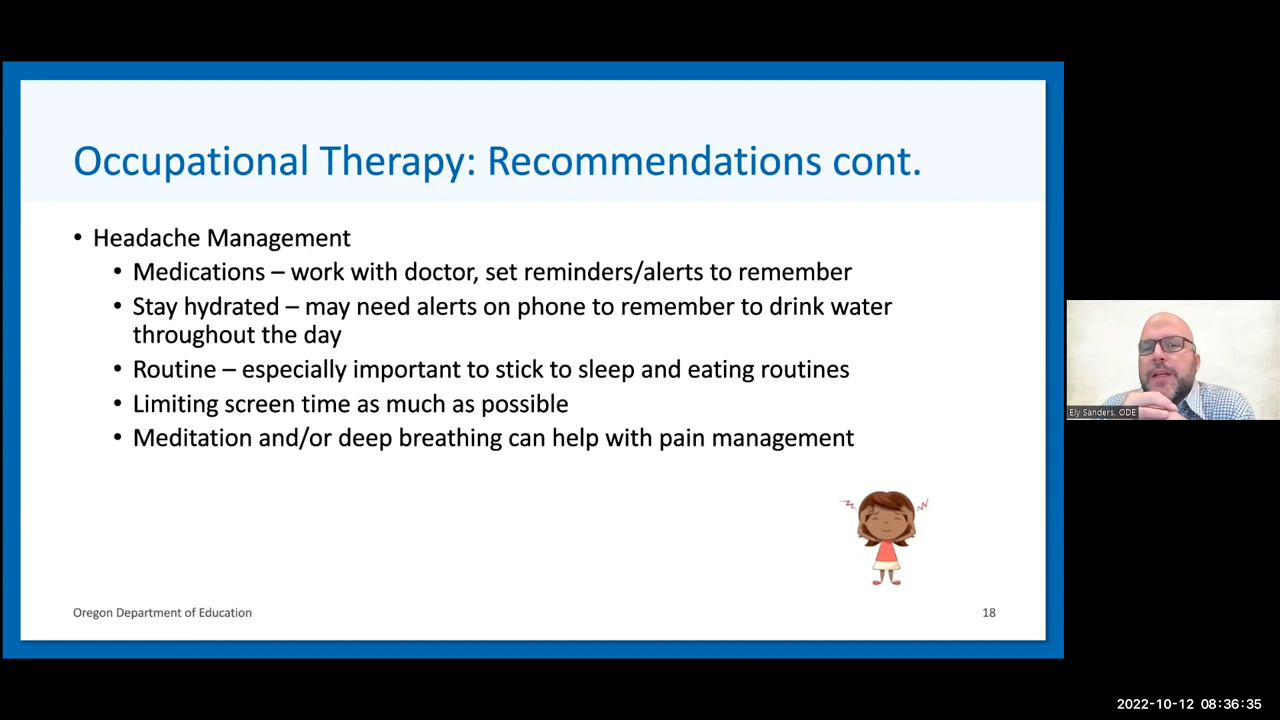 Occupational Therapy: Recommendations cont.
• Headache Management
• Medications – work with doctor, set reminders/alerts to remember
• Stay hydrated – may need alerts on phone to remember to drink water
throughout the day
• Routine – especially important to stick to sleep and eating routines
• Limiting screen time as much as possible
• Meditation and/or deep breathing can help with pain management
Oregon Department of Education
18
Ely Sanders, ODE
2022-10-12 08:36:35